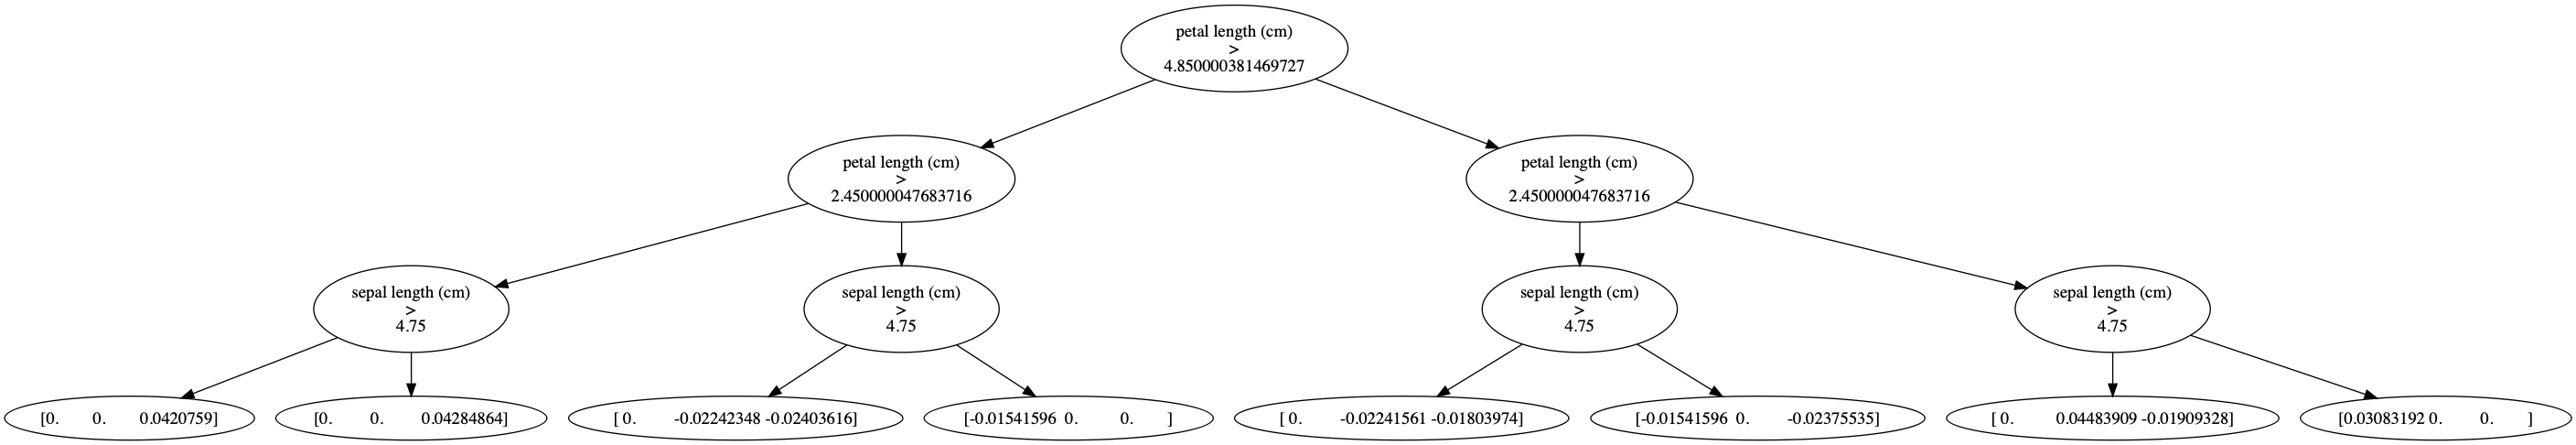 petal length (cm)
>
4.850000381469727
petal length (cm)
>
2.450000047683716
petal length (cm)
>
2.450000047683716
sepal length (cm)
>
4.75
sepal length (cm)
>
4.75
sepal length (cm)
>
4.75
sepal length (cm)
>
4.75
[0. 0. 0.0420759]
[0. 0. 0.04284864]
[ 0. -0.02242348 -0.02403616]
[-0.01541596 0. 0. ]
[ 0. -0.02241561 -0.01803974]
[-0.01541596 0. -0.02375535]
[ 0. 0.04483909 -0.01909328]
[0.03083192 0. 0. ]